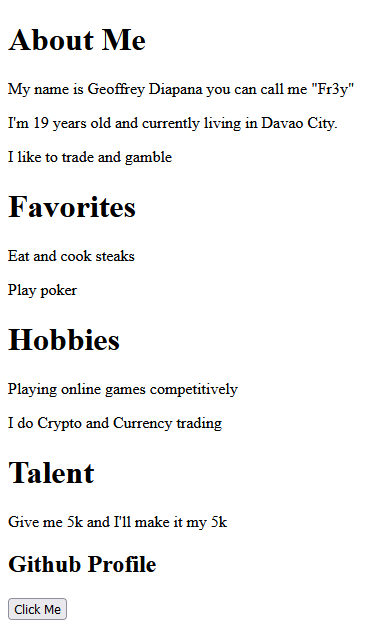 About Me
My name is Geoffrey Diapana you can call me "Fr3y"
I'm 19 years old and currently living in Davao City.
I like to trade and gamble
Favorites
Eat and cook steaks
Play poker
Hobbies
Playing online games competitively
I do Crypto and Currency trading
Talent
Give me 5k and I'll make it my 5k
Github Profile
Click Me